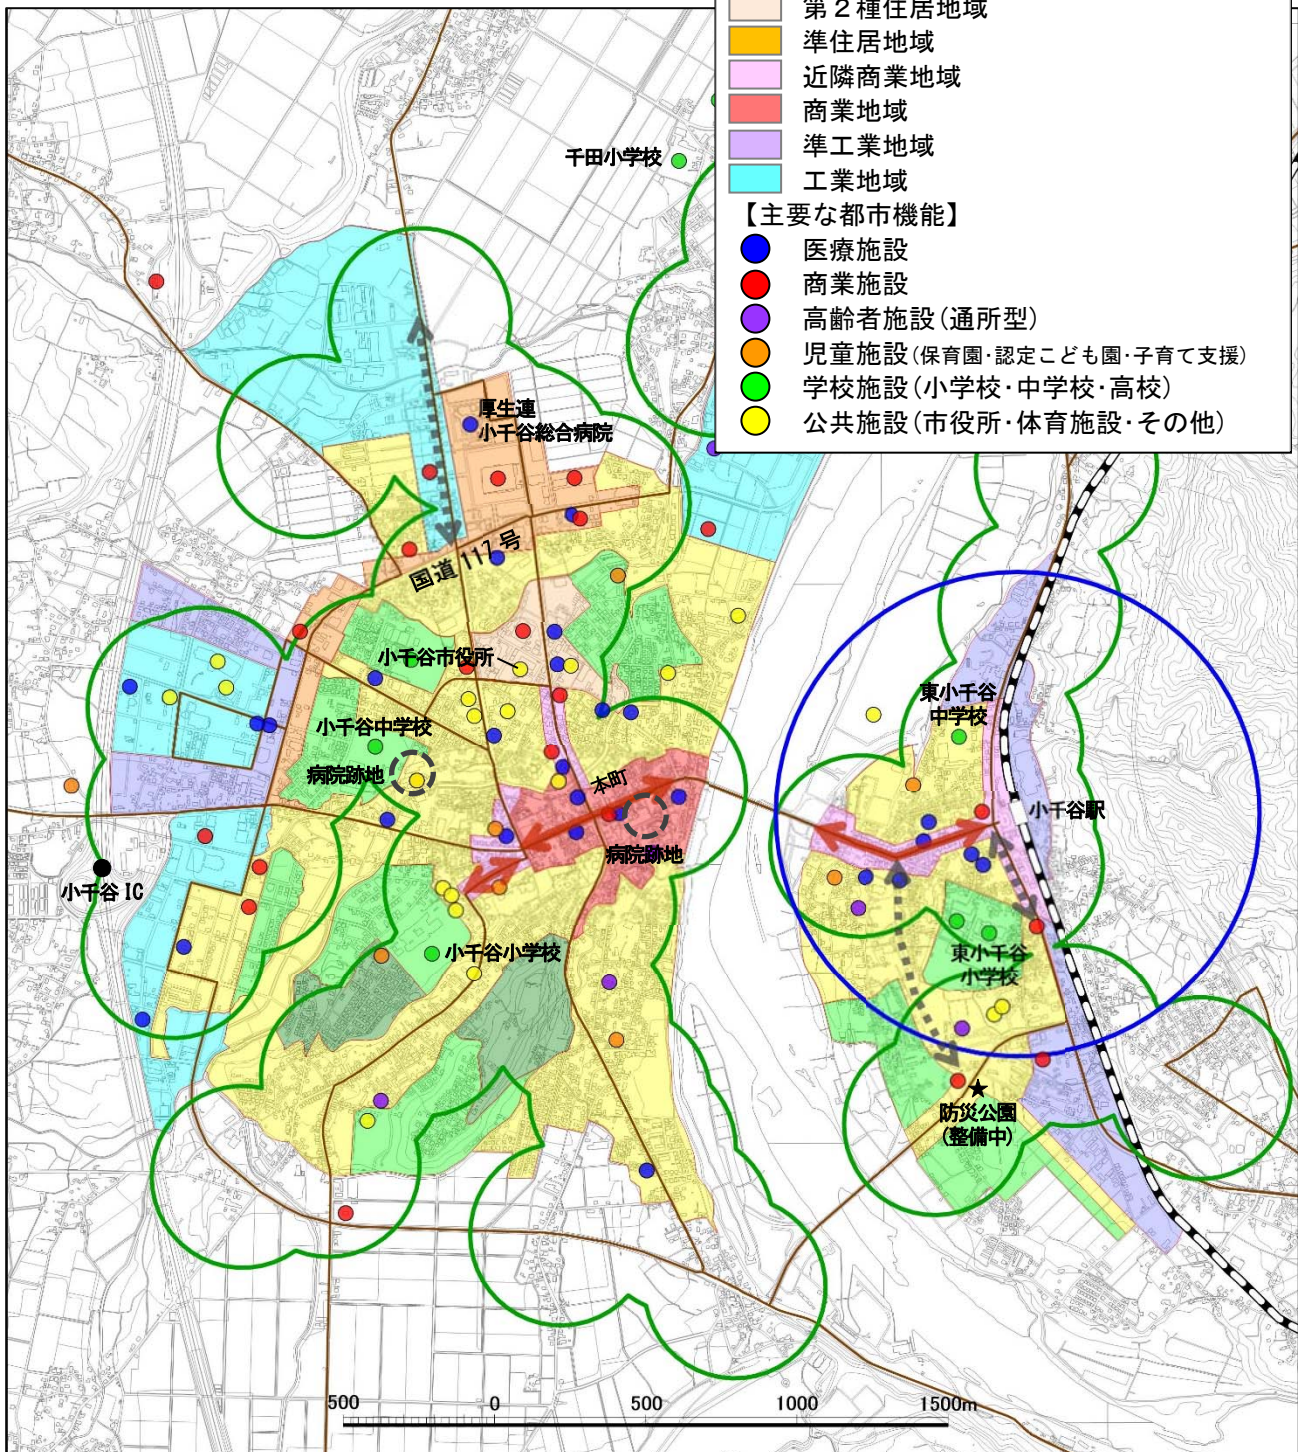 第２種住居地域
準住居地域
近隣商業地域
商業地域
準工業地域
工業地域
【主要な都市機能】
医療施設
商業施設
高齢者施設(通所型)
児童施設(保育園･認定こども園･子育て支援)
学校施設(小学校･中学校･高校)
公共施設(市役所･体育施設･その他)
千田小学校
厚生連
小千谷総合病院
国道 117 号
小千谷市役所
小千谷中学校
病院跡地
本町
病院跡地
東小千谷
中学校
小千谷駅
小千谷 IC
小千谷小学校
東小千谷
小学校
防災公園
(整備中)
500 0 500 1000 1500m